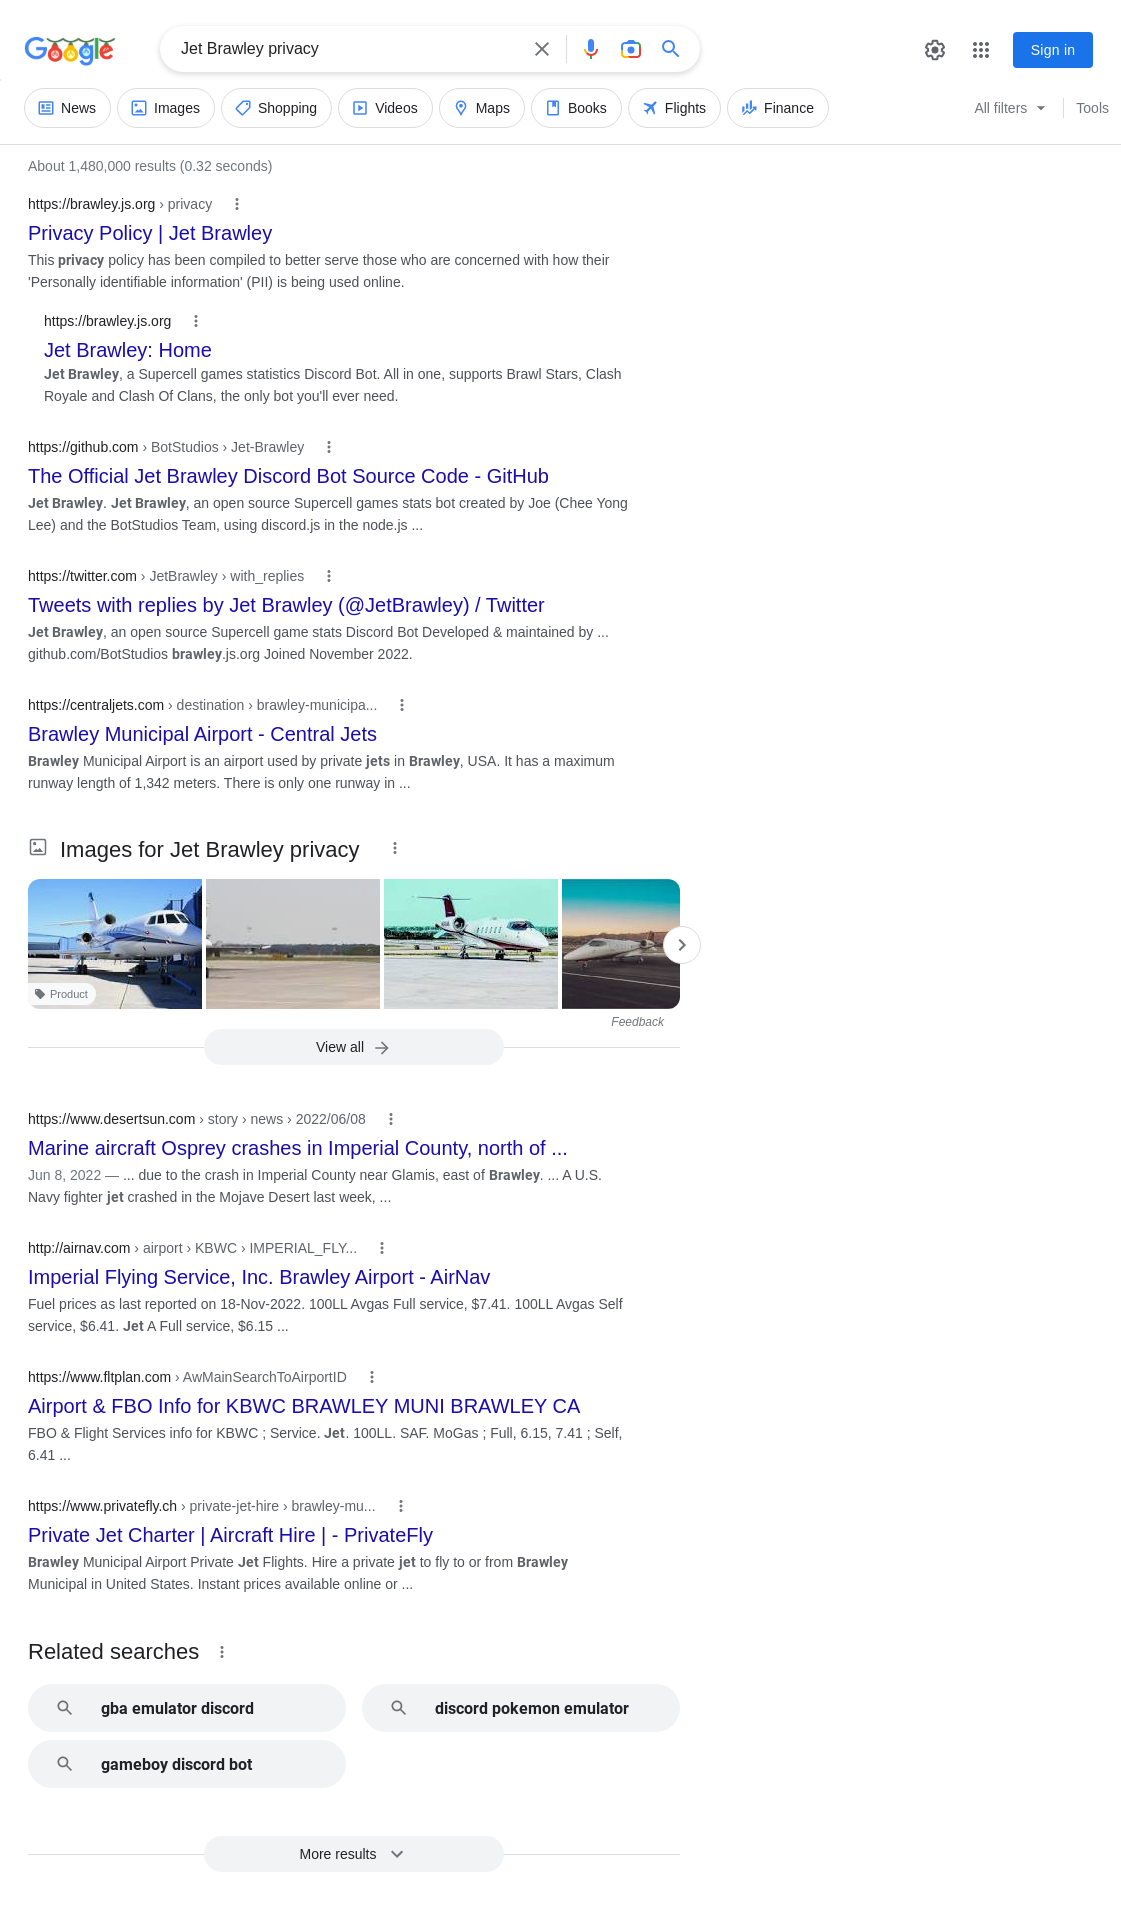 Google
Jet Brawley privacy
Sign in
News Images Shopping Videos Maps Books Flights Finance All filters Tools
About 1,480,000 results (0.32 seconds)
https://brawley.js.org › privacy
Privacy Policy | Jet Brawley
This privacy policy has been compiled to better serve those who are concerned with how their
'Personally identifiable information' (PII) is being used online.
https://brawley.js.org
Jet Brawley: Home
Jet Brawley, a Supercell games statistics Discord Bot. All in one, supports Brawl Stars, Clash
Royale and Clash Of Clans, the only bot you'll ever need.
https://github.com › BotStudios › Jet-Brawley
The Official Jet Brawley Discord Bot Source Code - GitHub
Jet Brawley. Jet Brawley, an open source Supercell games stats bot created by Joe (Chee Yong
Lee) and the BotStudios Team, using discord.js in the node.js ...
https://twitter.com › JetBrawley › with_replies
Tweets with replies by Jet Brawley (@JetBrawley) / Twitter
Jet Brawley, an open source Supercell game stats Discord Bot Developed & maintained by ...
github.com/BotStudios brawley.js.org Joined November 2022.
https://centraljets.com › destination › brawley-municipa...
Brawley Municipal Airport - Central Jets
Brawley Municipal Airport is an airport used by private jets in Brawley, USA. It has a maximum
runway length of 1,342 meters. There is only one runway in ...
Images for Jet Brawley privacy
Product
Feedback
View all
https://www.desertsun.com › story › news › 2022/06/08
Marine aircraft Osprey crashes in Imperial County, north of ...
Jun 8, 2022 — ... due to the crash in Imperial County near Glamis, east of Brawley. ... A U.S.
Navy fighter jet crashed in the Mojave Desert last week, ...
http://airnav.com › airport › KBWC › IMPERIAL_FLY...
Imperial Flying Service, Inc. Brawley Airport - AirNav
Fuel prices as last reported on 18-Nov-2022. 100LL Avgas Full service, $7.41. 100LL Avgas Self
service, $6.41. Jet A Full service, $6.15 ...
https://www.fltplan.com › AwMainSearchToAirportID
Airport & FBO Info for KBWC BRAWLEY MUNI BRAWLEY CA
FBO & Flight Services info for KBWC ; Service. Jet. 100LL. SAF. MoGas ; Full, 6.15, 7.41 ; Self,
6.41 ...
https://www.privatefly.ch › private-jet-hire › brawley-mu...
Private Jet Charter | Aircraft Hire | - PrivateFly
Brawley Municipal Airport Private Jet Flights. Hire a private jet to fly to or from Brawley
Municipal in United States. Instant prices available online or ...
Related searches
gba emulator discord
discord pokemon emulator
gameboy discord bot
More results